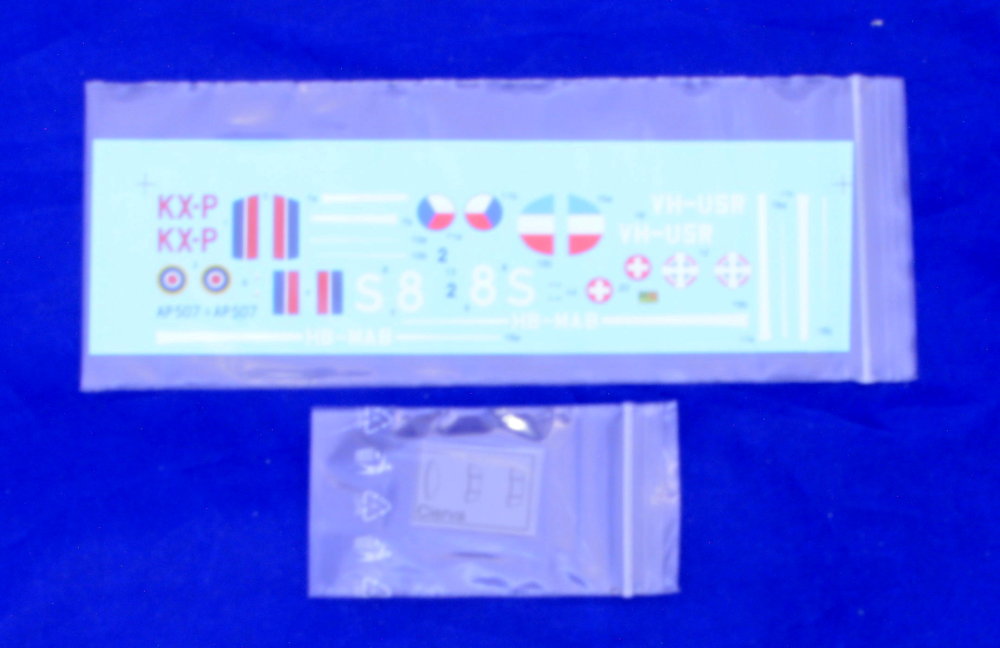 KX-P
KX-P
VH-USR
VH-USR
2
2
S8
8S
AP507 AP507
HB-MAB
HB-MAB
Cierva